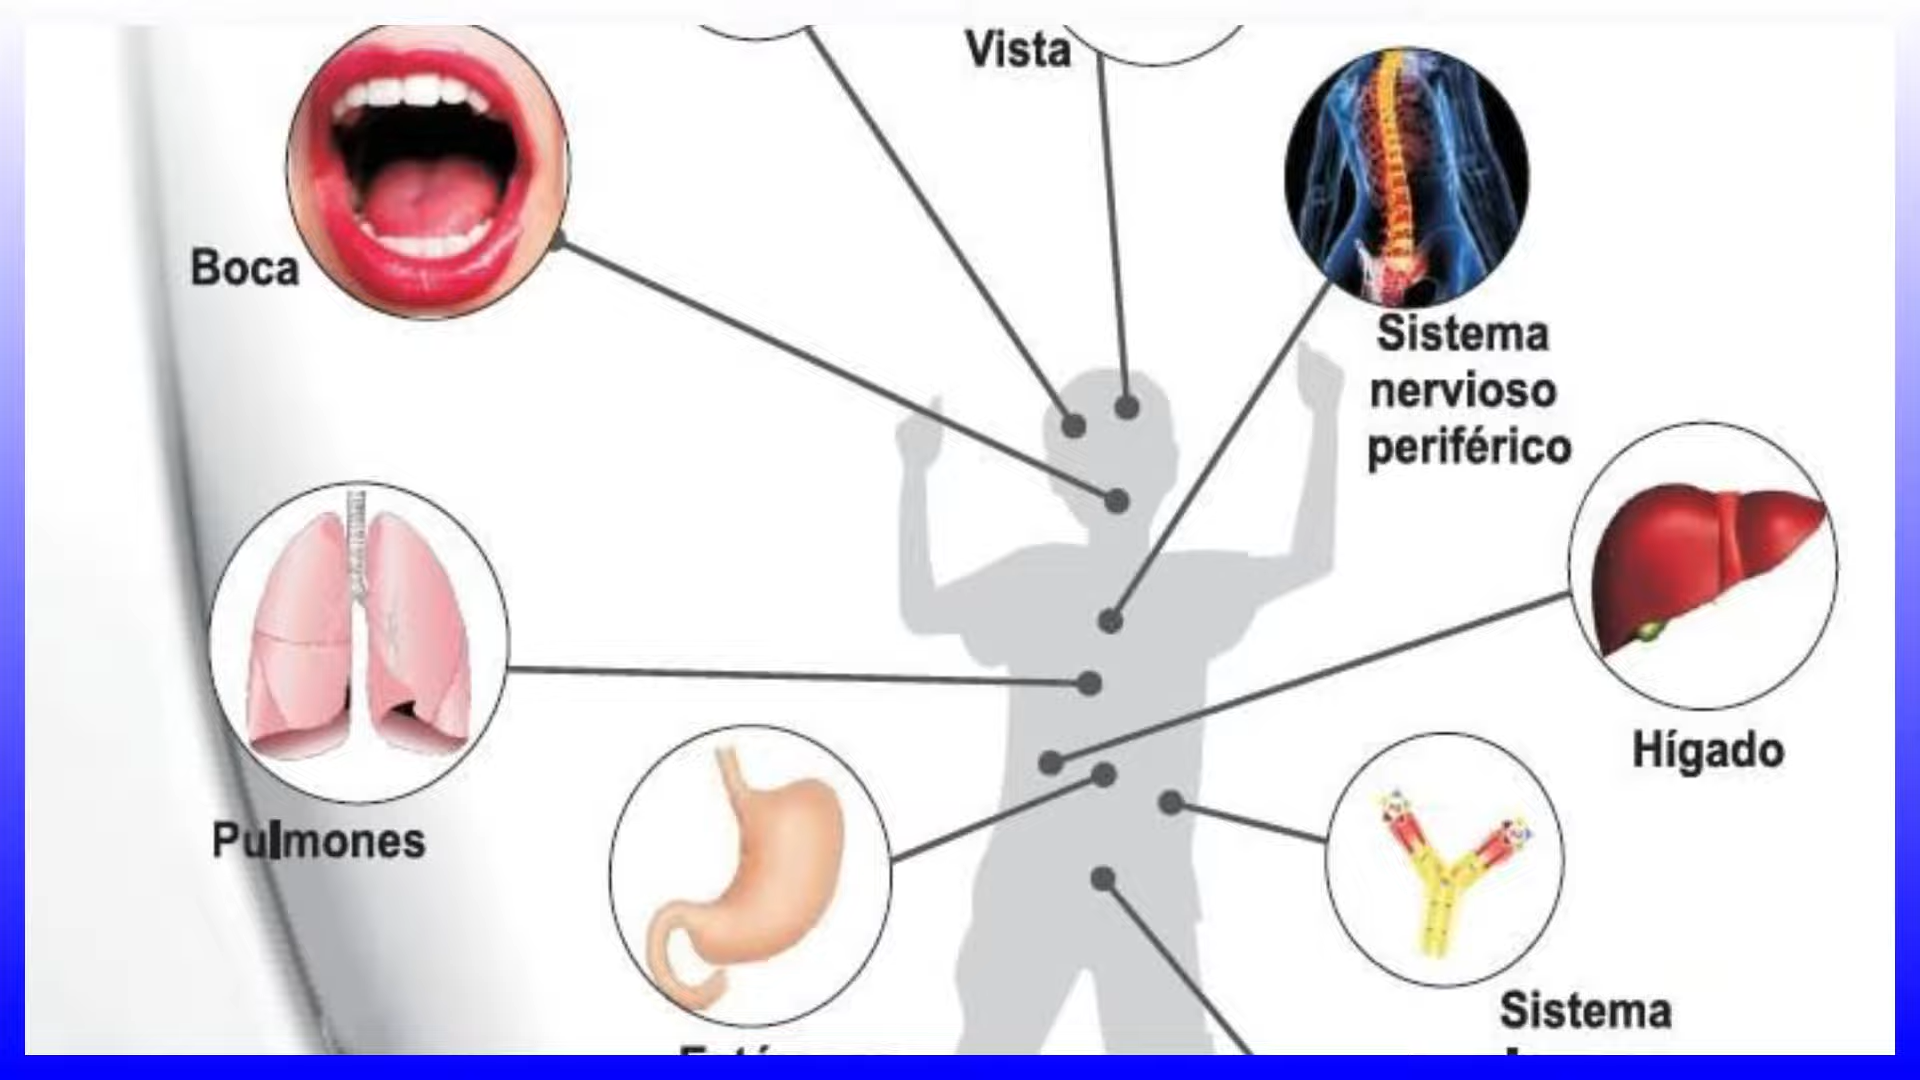 Vista
Boca
Sistema
nervioso
periférico
Hígado
Pulmones
Sistema